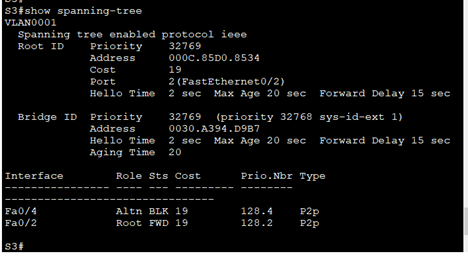 S3#show spanning-tree
VLAN0001
  Spanning tree enabled protocol ieee
  Root ID    Priority    32769
             Address     000C.85D0.8534
             Cost        19
             Port        2(FastEthernet0/2)
             Hello Time  2 sec  Max Age 20 sec  Forward Delay 15 sec

  Bridge ID  Priority    32769  (priority 32768 sys-id-ext 1)
             Address     0030.A394.D9B7
             Hello Time  2 sec  Max Age 20 sec  Forward Delay 15 sec
             Aging Time  20

Interface        Role Sts Cost      Prio.Nbr Type
---------------- ---- --- --------- -------- 
--------------------------------
Fa0/4            Altn BLK 19        128.4    P2p
Fa0/2            Root FWD 19        128.2    P2p

S3#